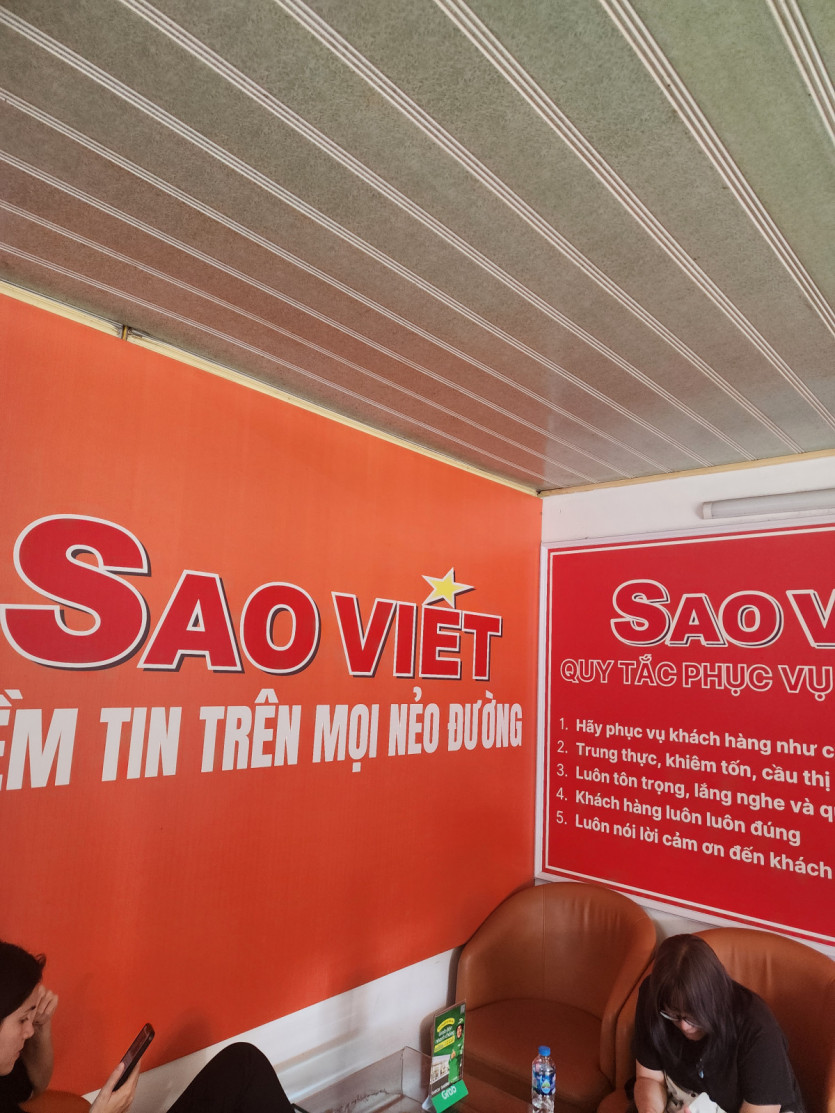 SAO VIỆT
TIN TRÊN MỌI NẺO ĐƯỜNG
SAO
QUY TẮC PHỤC VỤ
1. Hãy phục vụ khách hàng như
2. Trung thực, khiêm tốn, cầu thị
3. Luôn tôn trọng, lắng nghe và
4. Khách hàng luôn luôn đúng
5. Luôn nói lời cảm ơn đến khách
Grab